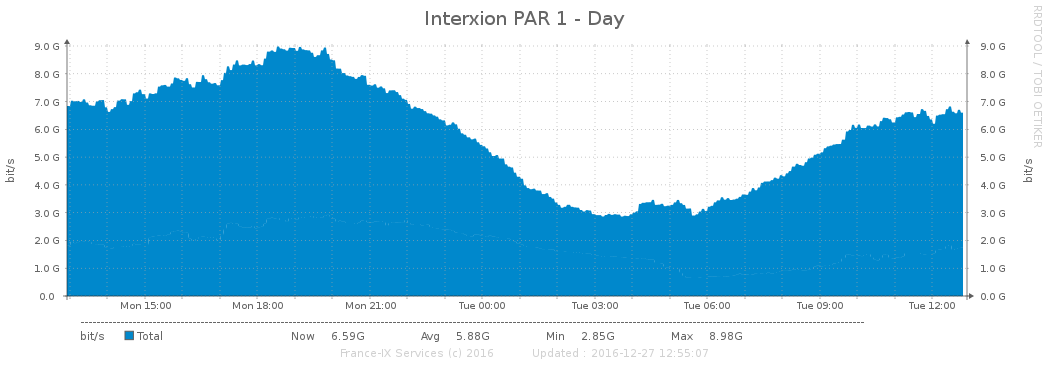 Interxion PAR 1 - Day
RRDTOOL / TOBI OETIKER
bit/s
bit/s
9.0 G 9.0 G
8.0 G 8.0 G
7.0 G 7.0 G
6.0 G 6.0 G
5.0 G 5.0 G
4.0 G 4.0 G
3.0 G 3.0 G
2.0 G 2.0 G
1.0 G 1.0 G
0.0 0.0 G
Mon 15:00 Mon 18:00 Mon 21:00 Tue 00:00 Tue 03:00 Tue 06:00 Tue 09:00 Tue 12:00
bit/s Total Now 6.59G Avg 5.88G Min 2.85G Max 8.98G
France-IX Services (c) 2016 Updated : 2016-12-27 12:55:07